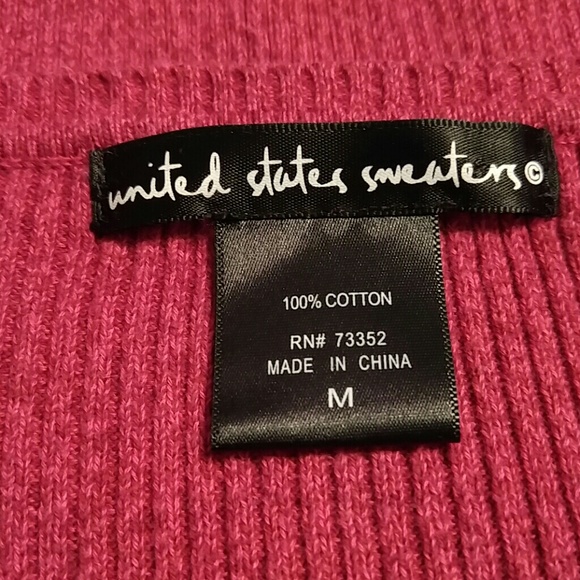 united states sweaters©
100% COTTON
RN# 73352
MADE IN CHINA
M